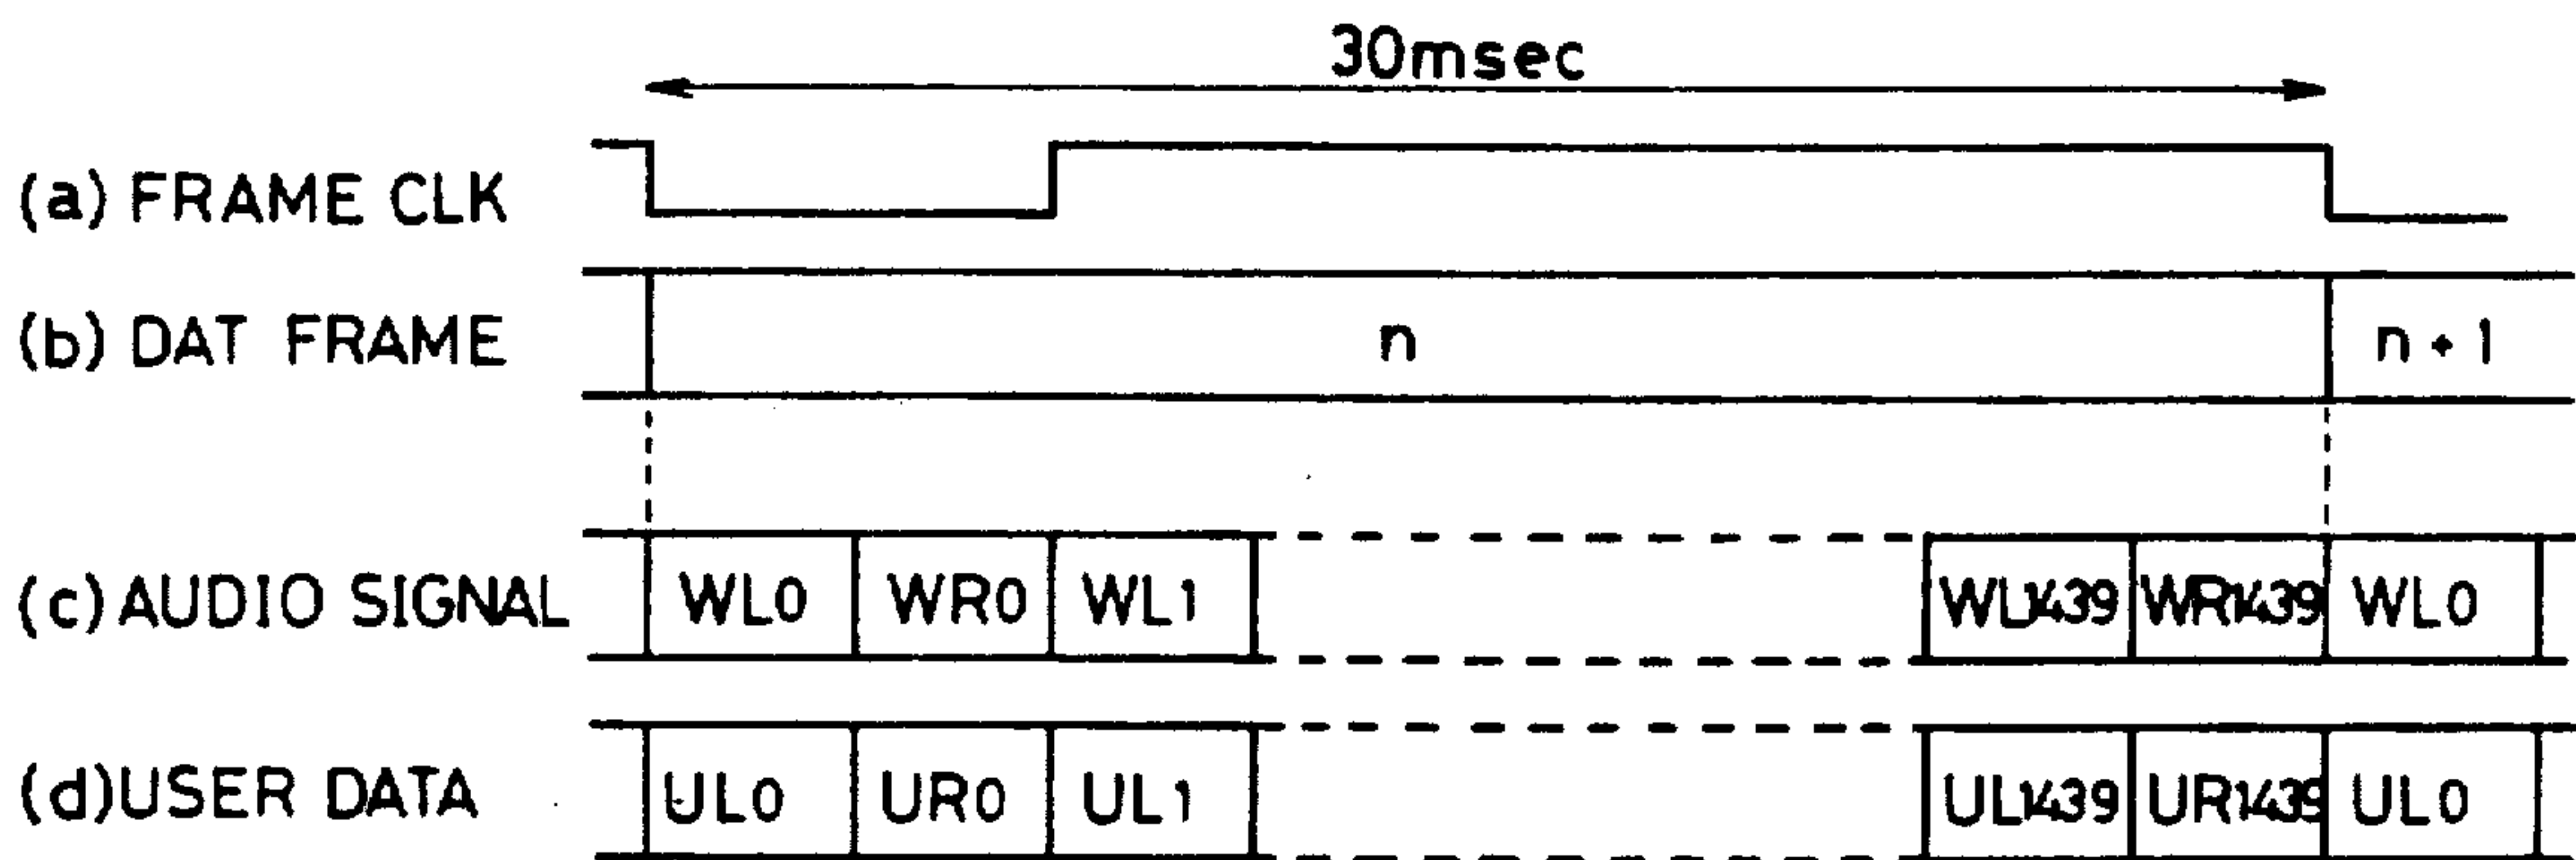 30msec
(a) FRAME CLK
(b) DAT FRAME n n+1
(c) AUDIO SIGNAL WL0 WR0 WL1 WL1439 WR1439 WL0
(d) USER DATA UL0 UR0 UL1 UL1439 UR1439 UL0